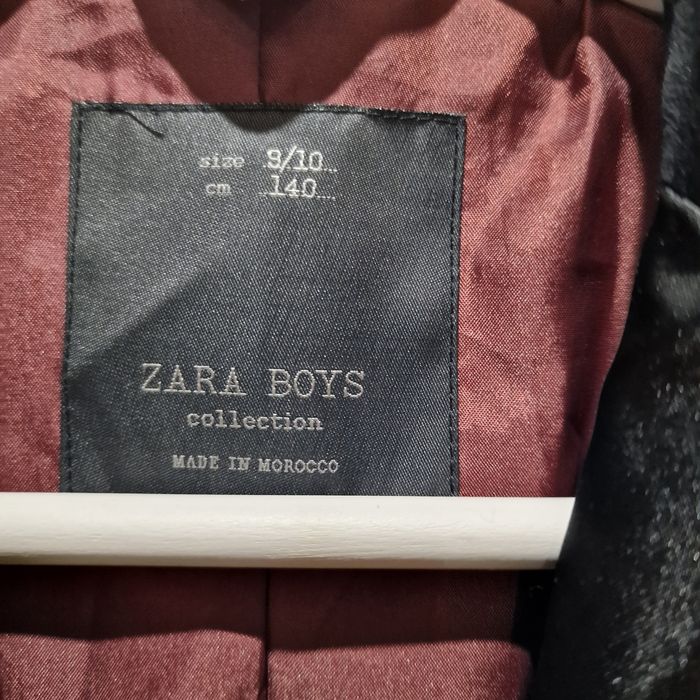 size 9/10
cm 140
ZARA BOYS
collection
MADE IN MOROCCO